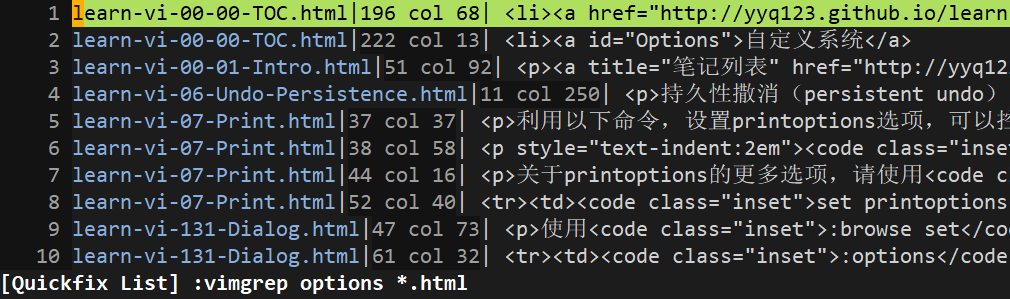 1 learn-vi-00-00-TOC.html|196 col 68| <li><a href="http://yyq123.github.io/learn
2 learn-vi-00-00-TOC.html|222 col 13| <li><a id="Options">自定义系统</a>
3 learn-vi-00-01-Intro.html|51 col 92| <p><a title="笔记列表" href="http://yyq12
4 learn-vi-06-Undo-Persistence.html|11 col 250| <p>持久性撤消（persistent undo）
5 learn-vi-07-Print.html|37 col 37| <p>利用以下命令，设置printoptions选项，可以控
6 learn-vi-07-Print.html|38 col 58| <p style="text-indent:2em"><code class="inset
7 learn-vi-07-Print.html|44 col 16| <p>关于printoptions的更多选项，请使用<code c
8 learn-vi-07-Print.html|52 col 40| <tr><td><code class="inset">set printoptions
9 learn-vi-131-Dialog.html|47 col 73| <p>使用<code class="inset">:browse set</co
10 learn-vi-131-Dialog.html|61 col 32| <tr><td><code class="inset">:options</code
[Quickfix List] :vimgrep options *.html